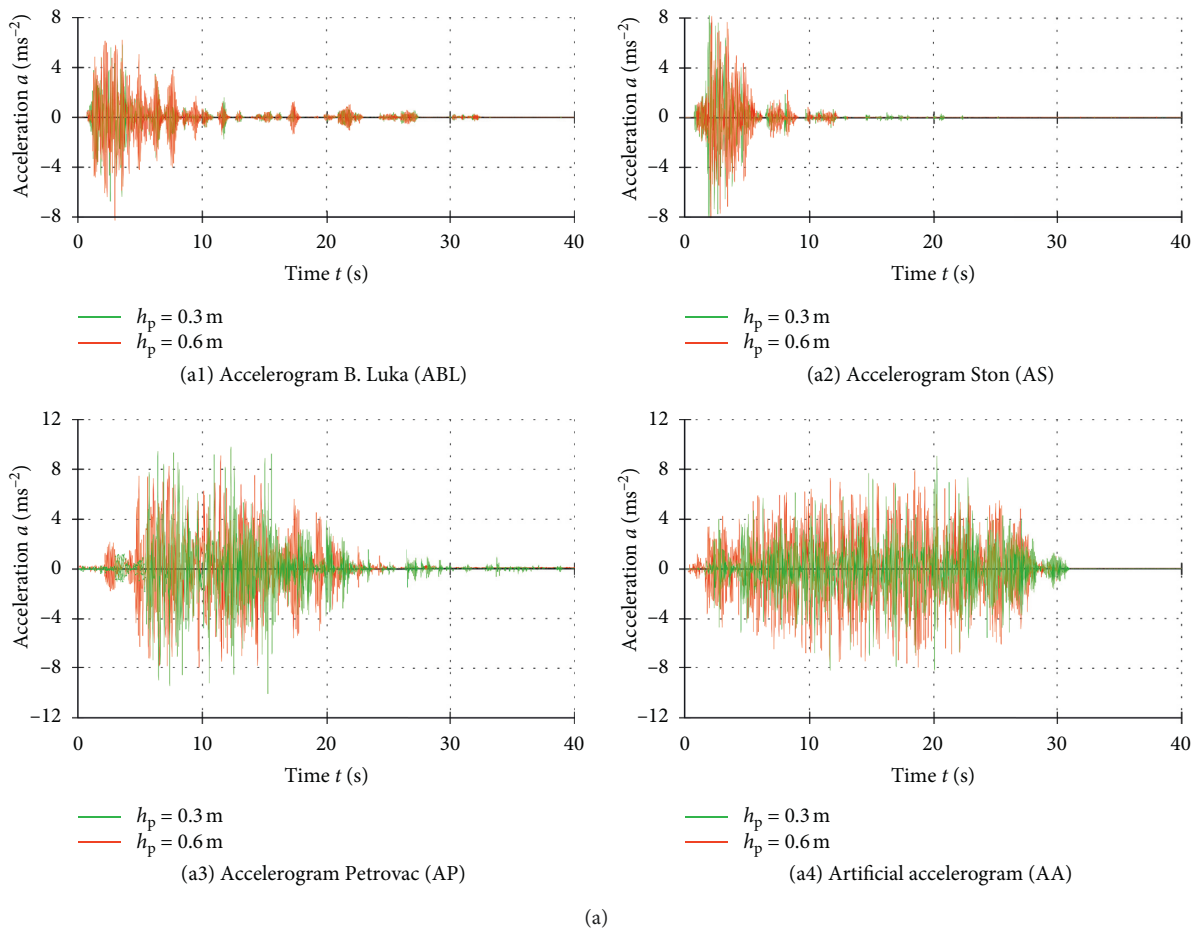 8
4
0
−4
−8
Acceleration a (ms−2)
0 10 20 30 40
Time t (s)
hp = 0.3 m
hp = 0.6 m
(a1) Accelerogram B. Luka (ABL)
8
4
0
−4
−8
Acceleration a (ms−2)
0 10 20 30 40
Time t (s)
hp = 0.3 m
hp = 0.6 m
(a2) Accelerogram Ston (AS)
12
8
4
0
−4
−8
−12
Acceleration a (ms−2)
0 10 20 30 40
Time t (s)
hp = 0.3 m
hp = 0.6 m
(a3) Accelerogram Petrovac (AP)
12
8
4
0
−4
−8
−12
Acceleration a (ms−2)
0 10 20 30 40
Time t (s)
hp = 0.3 m
hp = 0.6 m
(a4) Artificial accelerogram (AA)
(a)